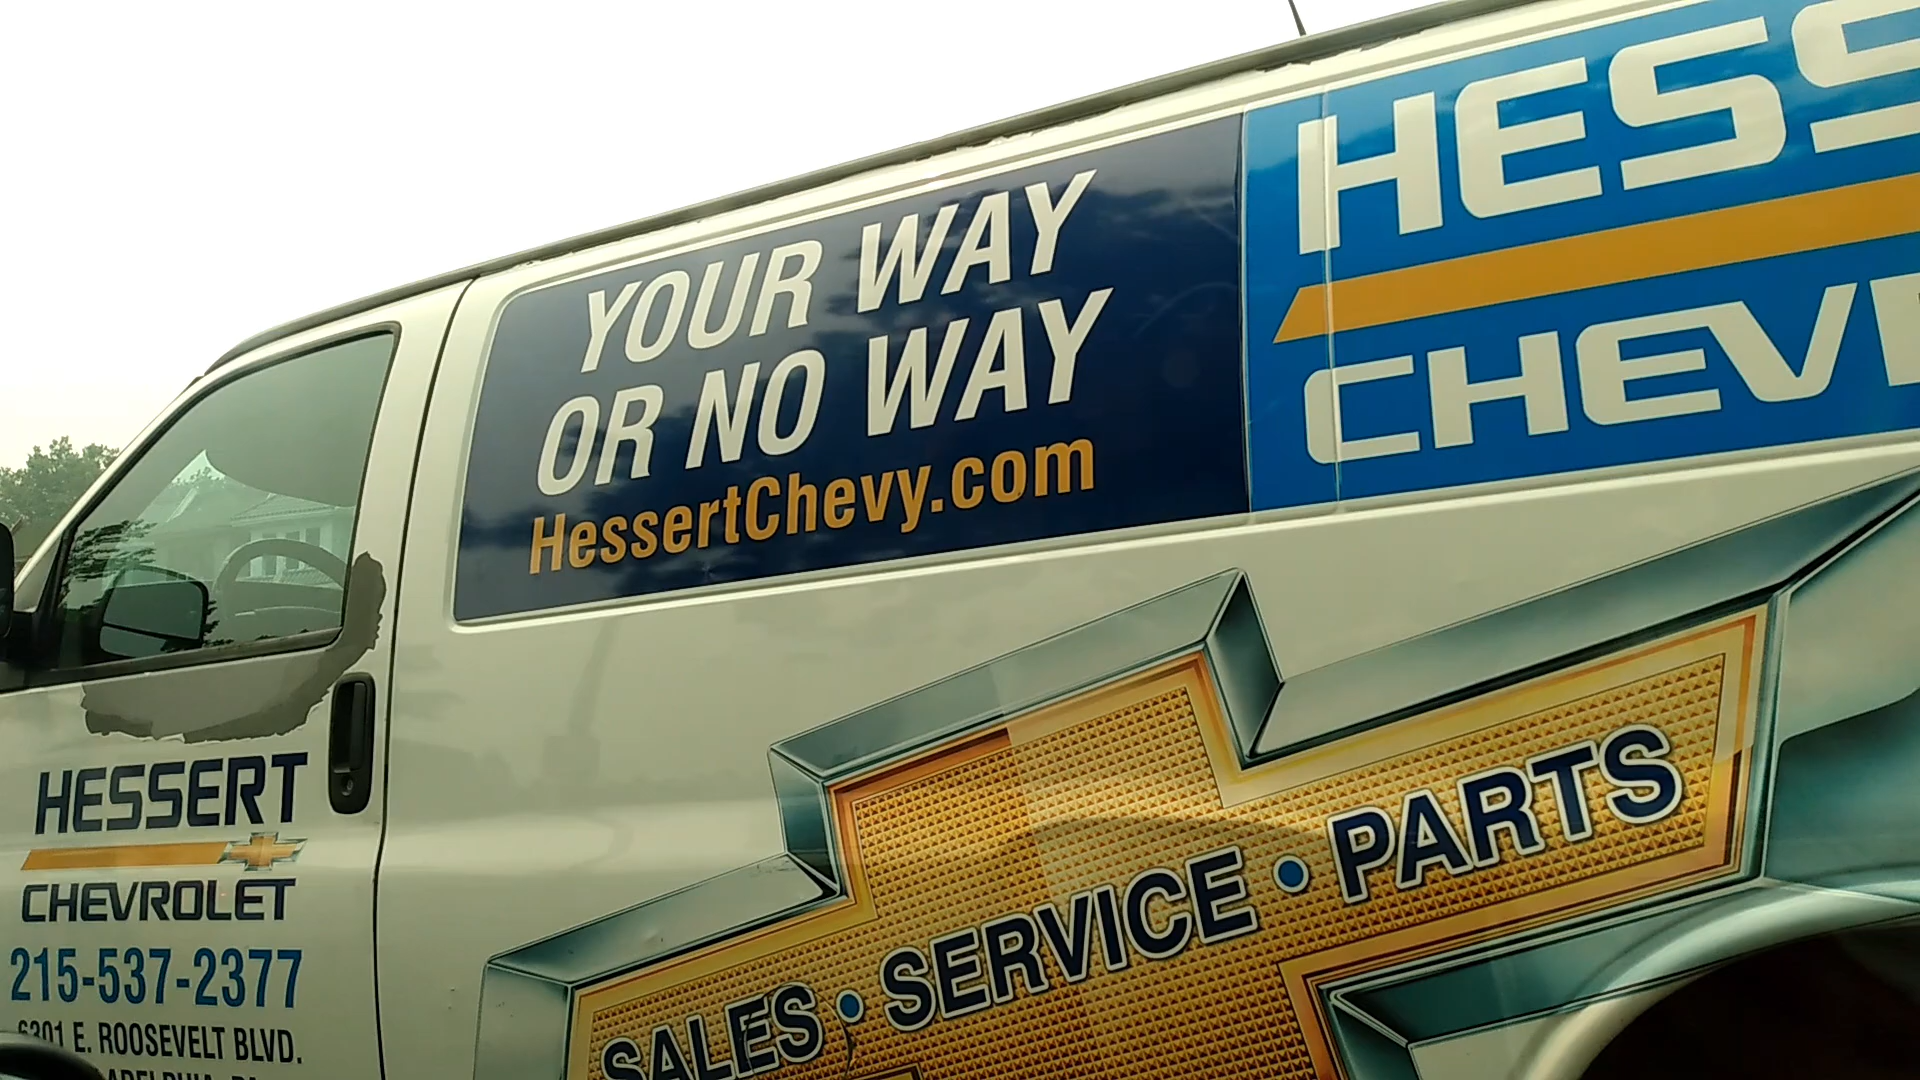 YOUR WAY
OR NO WAY
HessertChevy.com
HESS
CHEV
HESSERT
CHEVROLET
215-537-2377
6301 E. ROOSEVELT BLVD.
SALES • SERVICE • PARTS